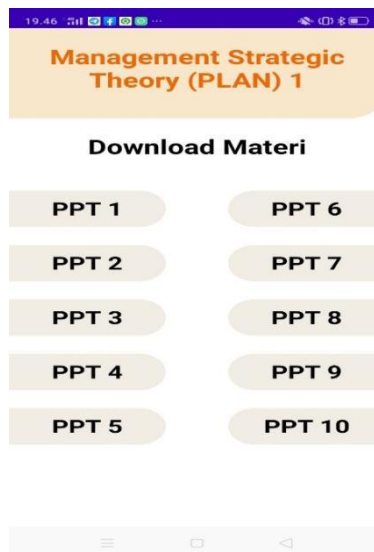 19.46
Management Strategic
Theory (PLAN) 1
Download Materi
PPT 1
PPT 6
PPT 2
PPT 7
PPT 3
PPT 8
PPT 4
PPT 9
PPT 5
PPT 10